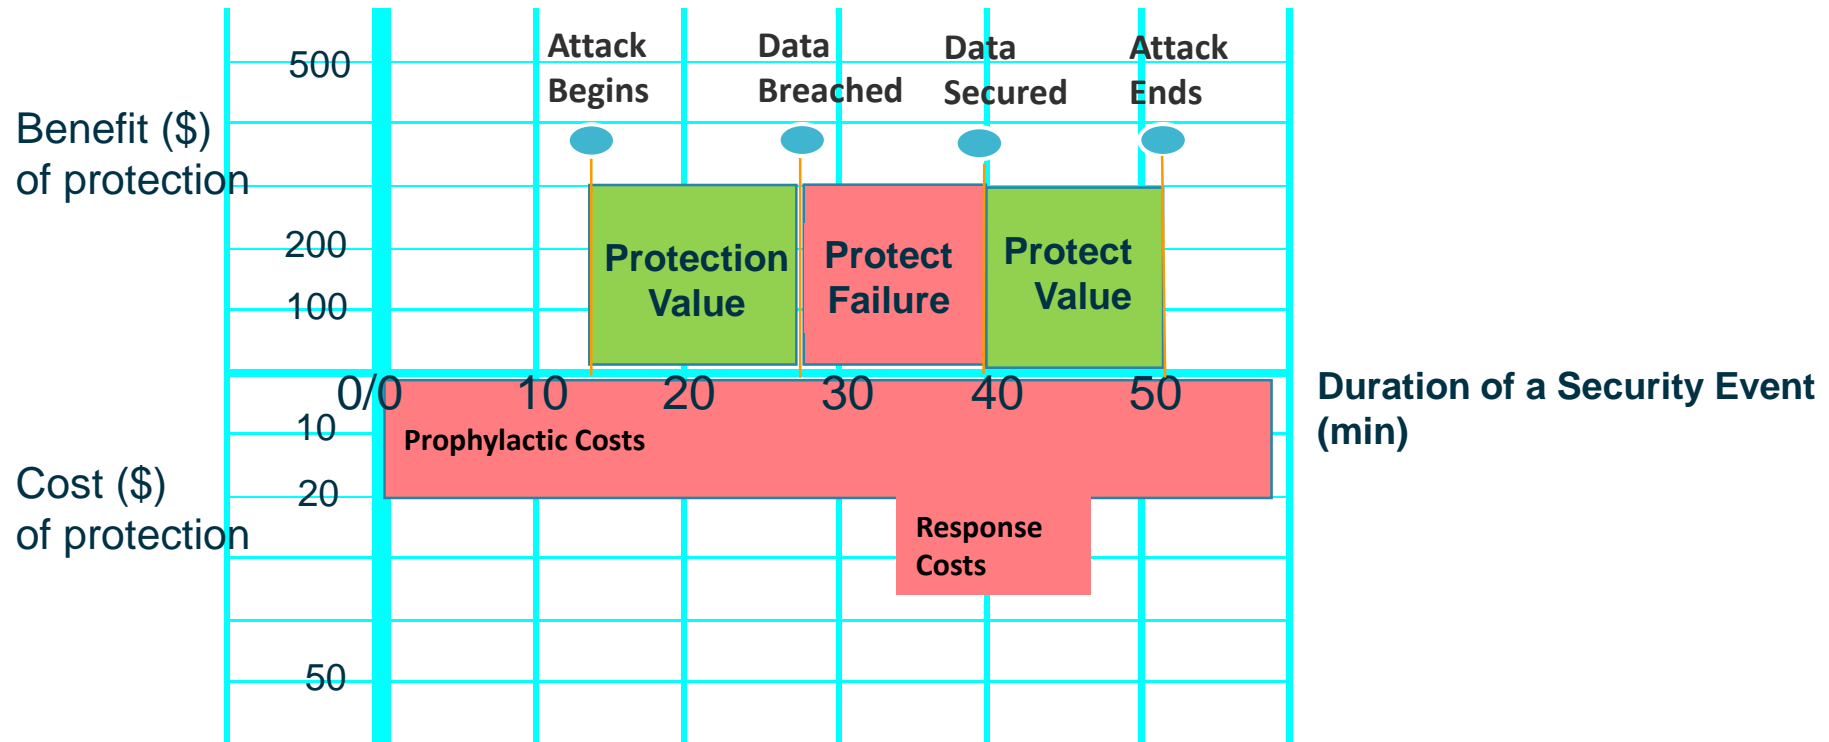 Attack
Begins
Data
Breached
Data
Secured
Attack
Ends
500
Benefit ($)
of protection
200
100
Protection
Value
Protect
Failure
Protect
Value
0/0
10
20
30
40
50
Duration of a Security Event
(min)
10
Prophylactic Costs
Cost ($)
of protection
20
Response
Costs
50